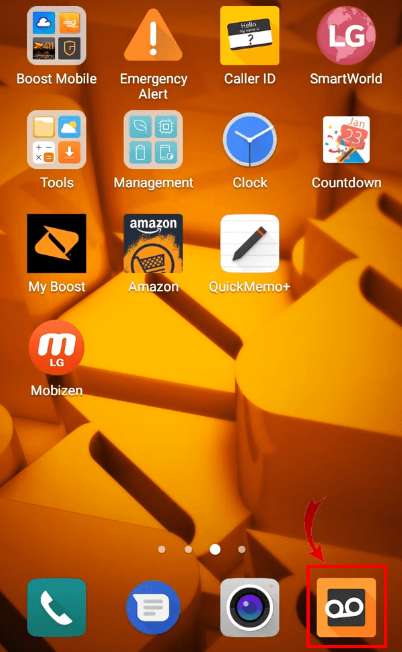 411
Hello
my name is
?
LG
Boost Mobile
Emergency
Alert
Caller ID
SmartWorld
Jan
23
Tools
Management
Clock
Countdown
amazon
My Boost
Amazon
QuickMemo+
m
LG
Mobizen